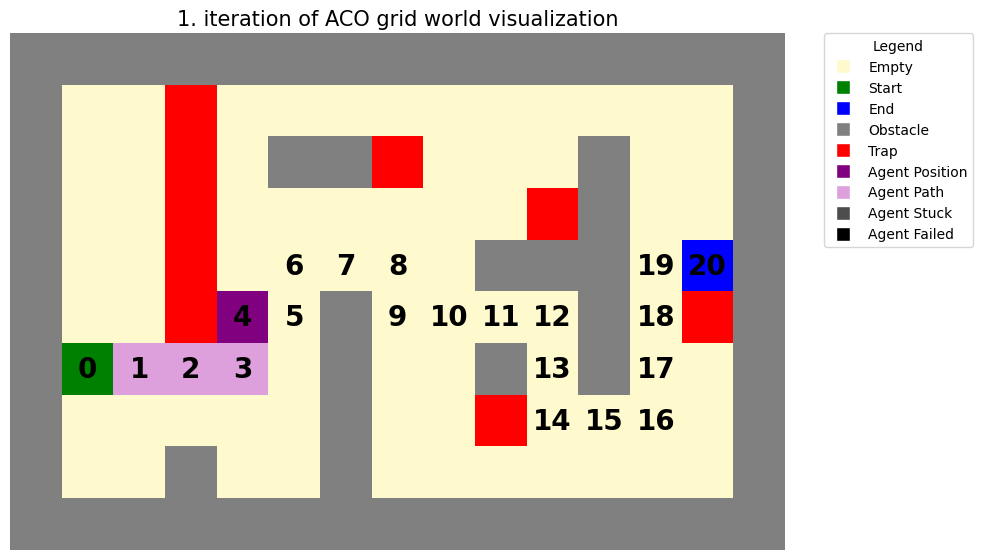 1. iteration of ACO grid world visualization
Legend
Empty
Start
End
Obstacle
Trap
Agent Position
Agent Path
Agent Stuck
Agent Failed
6 7 8 19 20
4 5 9 10 11 12 18
0 1 2 3 13 17
14 15 16